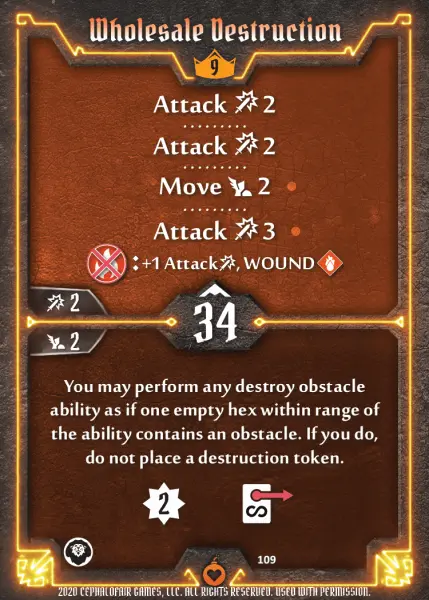 Wholesale Destruction
9
Attack 2
Attack 2
Move 2
Attack 3
: +1 Attack, WOUND
2
34
2
You may perform any destroy obstacle
ability as if one empty hex within range of
the ability contains an obstacle. If you do,
do not place a destruction token.
2
109
2020 CEPHALOFAIR GAMES, LLC. ALL RIGHTS RESERVED. USED WITH PERMISSION.